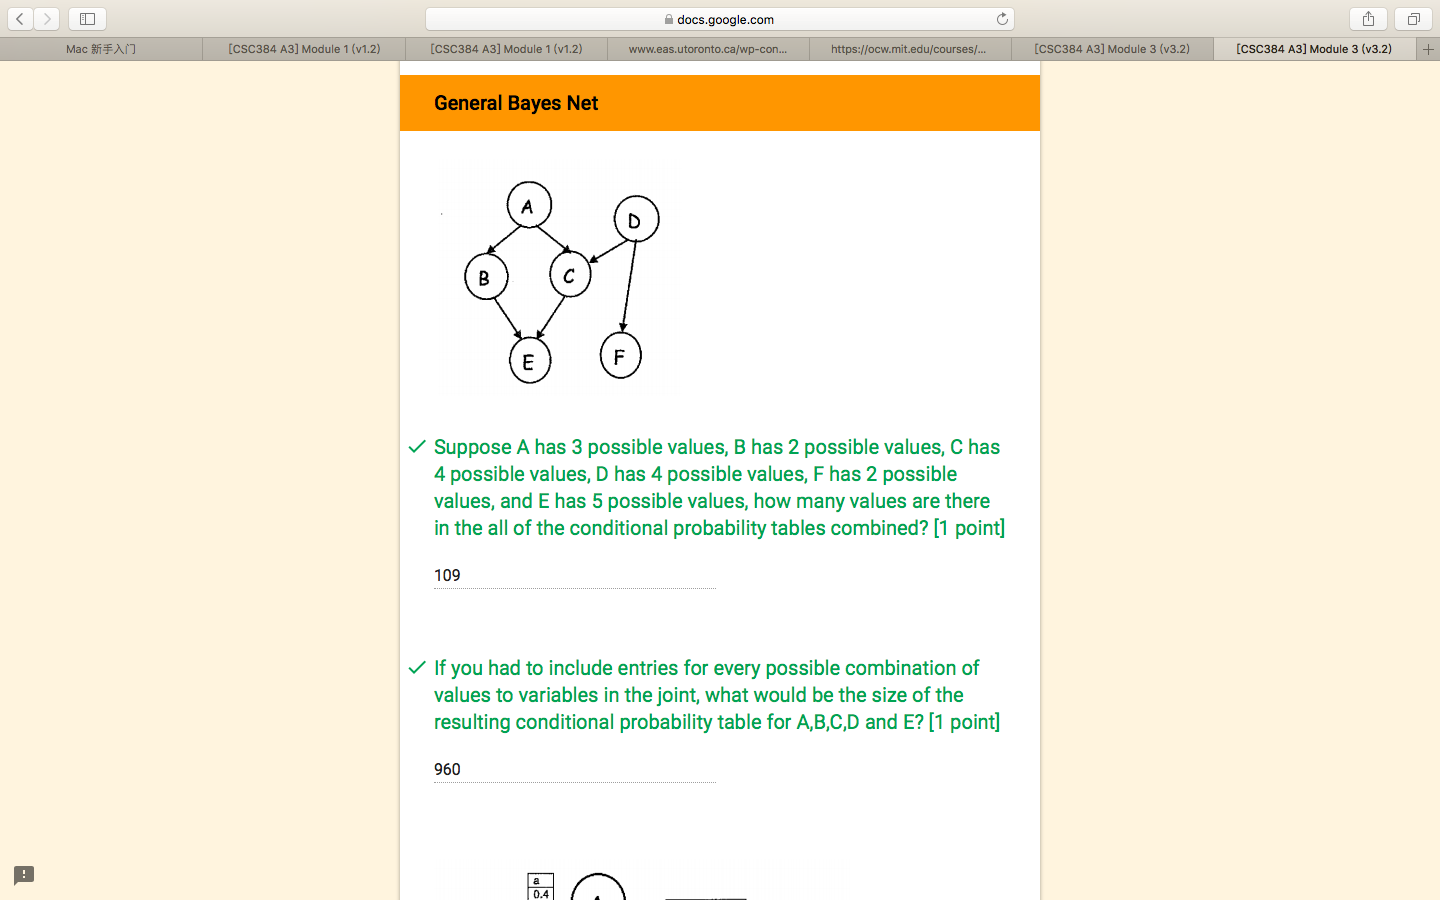 docs.google.com
Mac 新手入门
[CSC384 A3] Module 1 (v1.2)
[CSC384 A3] Module 1 (v1.2)
www.eas.utoronto.ca/wp-con...
https://ocw.mit.edu/courses/...
[CSC384 A3] Module 3 (v3.2)
[CSC384 A3] Module 3 (v3.2)
General Bayes Net
A
D
B
C
E
F
Suppose A has 3 possible values, B has 2 possible values, C has
4 possible values, D has 4 possible values, F has 2 possible
values, and E has 5 possible values, how many values are there
in the all of the conditional probability tables combined? [1 point]
109
If you had to include entries for every possible combination of
values to variables in the joint, what would be the size of the
resulting conditional probability table for A,B,C,D and E? [1 point]
960
a
0.4